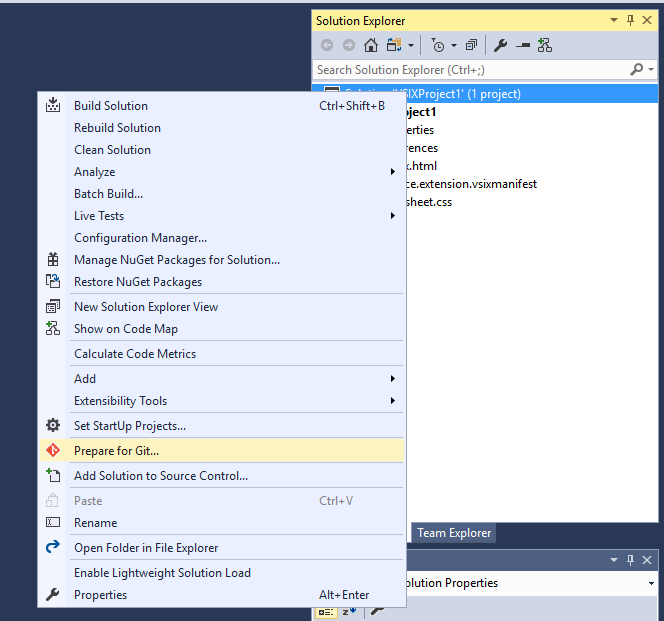 Solution Explorer
Search Solution Explorer (Ctrl+;)
'VSIXProject1' (1 project)
Build Solution Ctrl+Shift+B
Rebuild Solution
Clean Solution
Analyze
Batch Build...
Live Tests
Configuration Manager...
Manage NuGet Packages for Solution...
Restore NuGet Packages
New Solution Explorer View
Show on Code Map
Calculate Code Metrics
Add
Extensibility Tools
Set StartUp Projects...
Prepare for Git...
Add Solution to Source Control...
Paste Ctrl+V
Rename
Open Folder in File Explorer
Enable Lightweight Solution Load
Properties Alt+Enter
oject1
erties
rences
x.html
ce.extension.vsixmanifest
sheet.css
Team Explorer
olution Properties